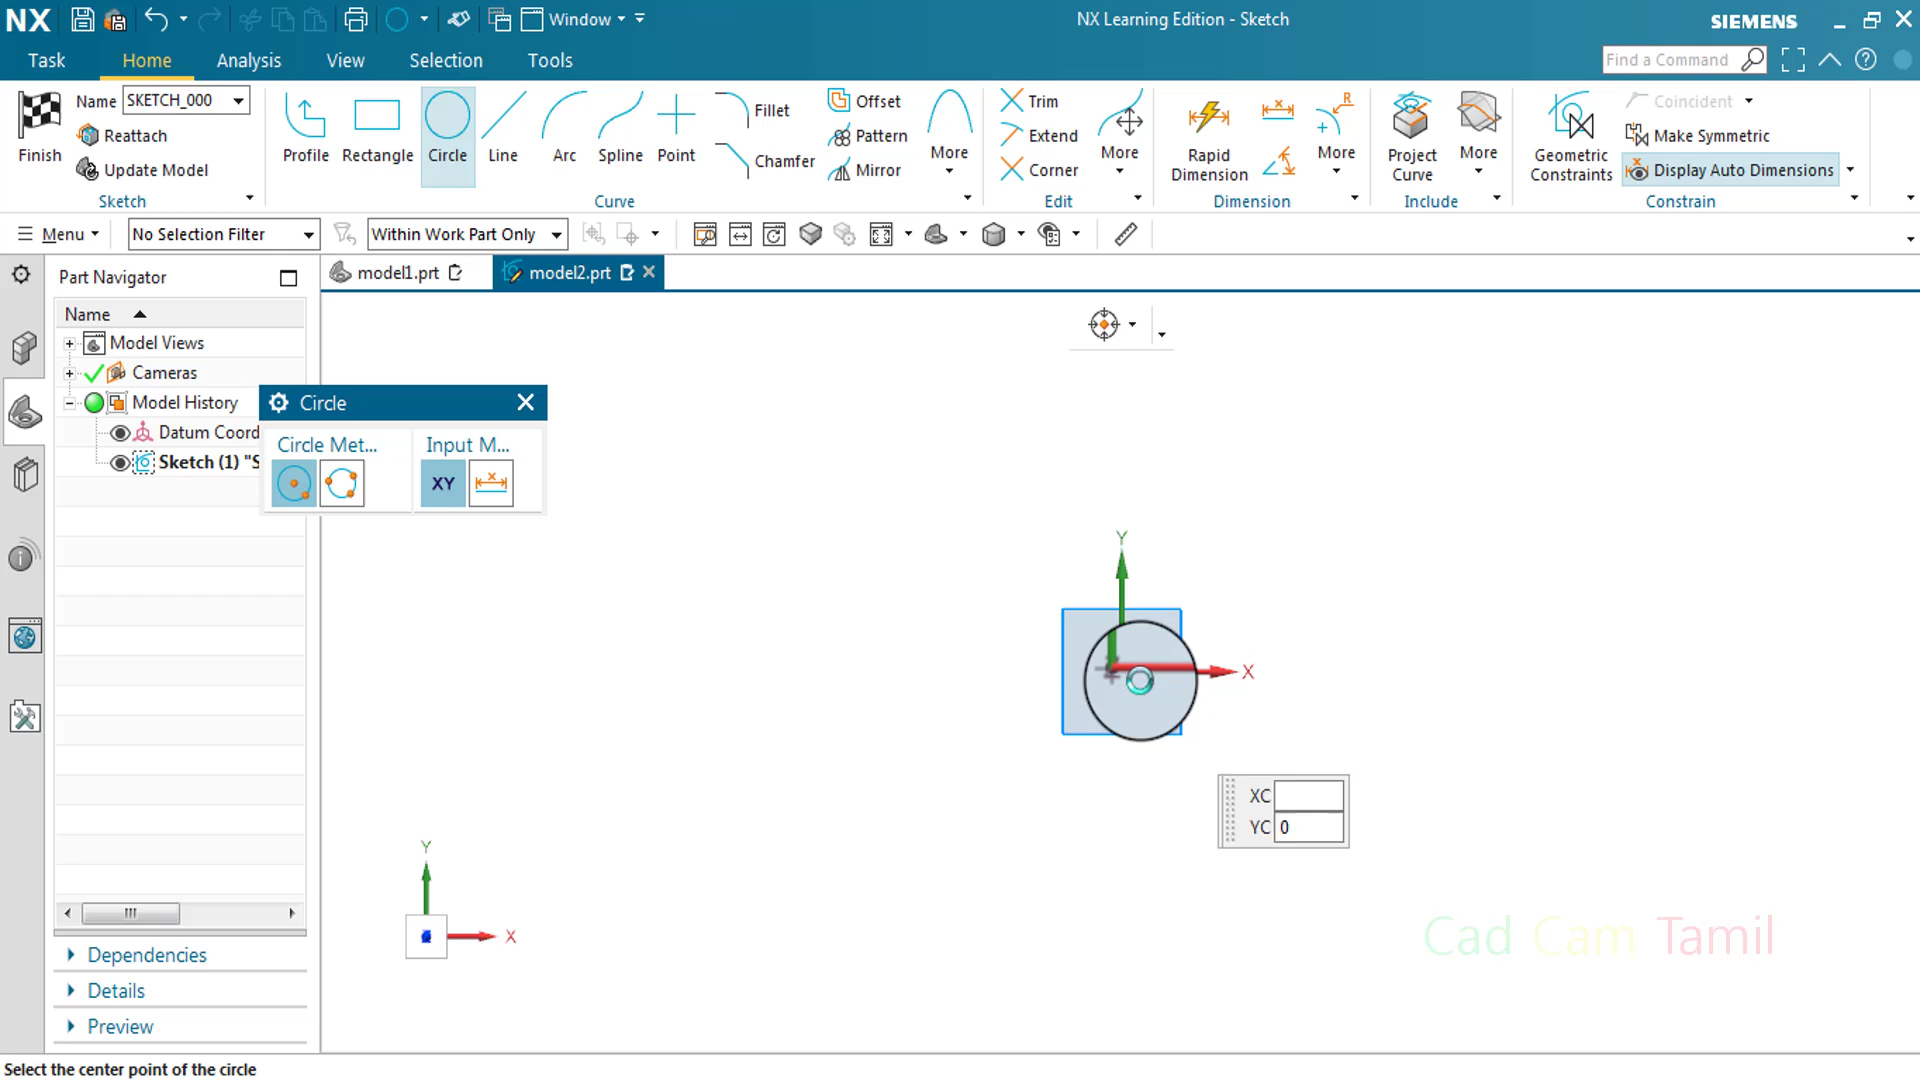 NX
Window
NX Learning Edition - Sketch
SIEMENS
Task
Home
Analysis
View
Selection
Tools
Find a Command
Finish
Name SKETCH_000
Reattach
Update Model
Sketch
Profile
Rectangle
Circle
Line
Arc
Spline
Point
Fillet
Chamfer
Offset
Pattern
Mirror
More
Curve
Trim
Extend
Corner
More
Edit
Rapid
Dimension
More
Dimension
Project
Curve
More
Include
Geometric
Constraints
Coincident
Make Symmetric
Display Auto Dimensions
Constrain
Menu
No Selection Filter
Within Work Part Only
Part Navigator
model1.prt
model2.prt
Name
Model Views
Cameras
Model History
Datum Coord
Sketch (1) "S
Circle
Circle Met...
Input M...
XY
Y
X
XC
YC 0
Y
X
Cad Cam Tamil
Dependencies
Details
Preview
Select the center point of the circle